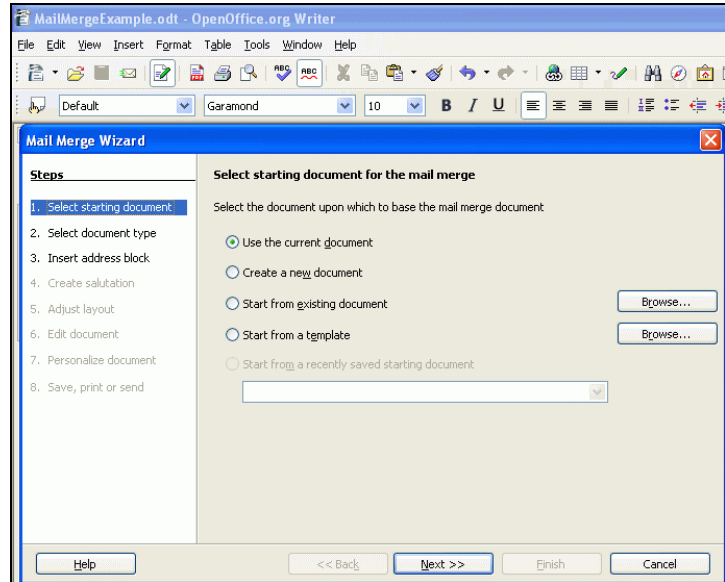 MailMergeExample.odt - OpenOffice.org Writer
File Edit View Insert Format Table Tools Window Help
ABC ABC
Default Garamond 10 B I U
Mail Merge Wizard
Steps
1. Select starting document
2. Select document type
3. Insert address block
4. Create salutation
5. Adjust layout
6. Edit document
7. Personalize document
8. Save, print or send
Select starting document for the mail merge
Select the document upon which to base the mail merge document
Use the current document
Create a new document
Start from existing document Browse...
Start from a template Browse...
Start from a recently saved starting document
Help << Back Next >> Finish Cancel